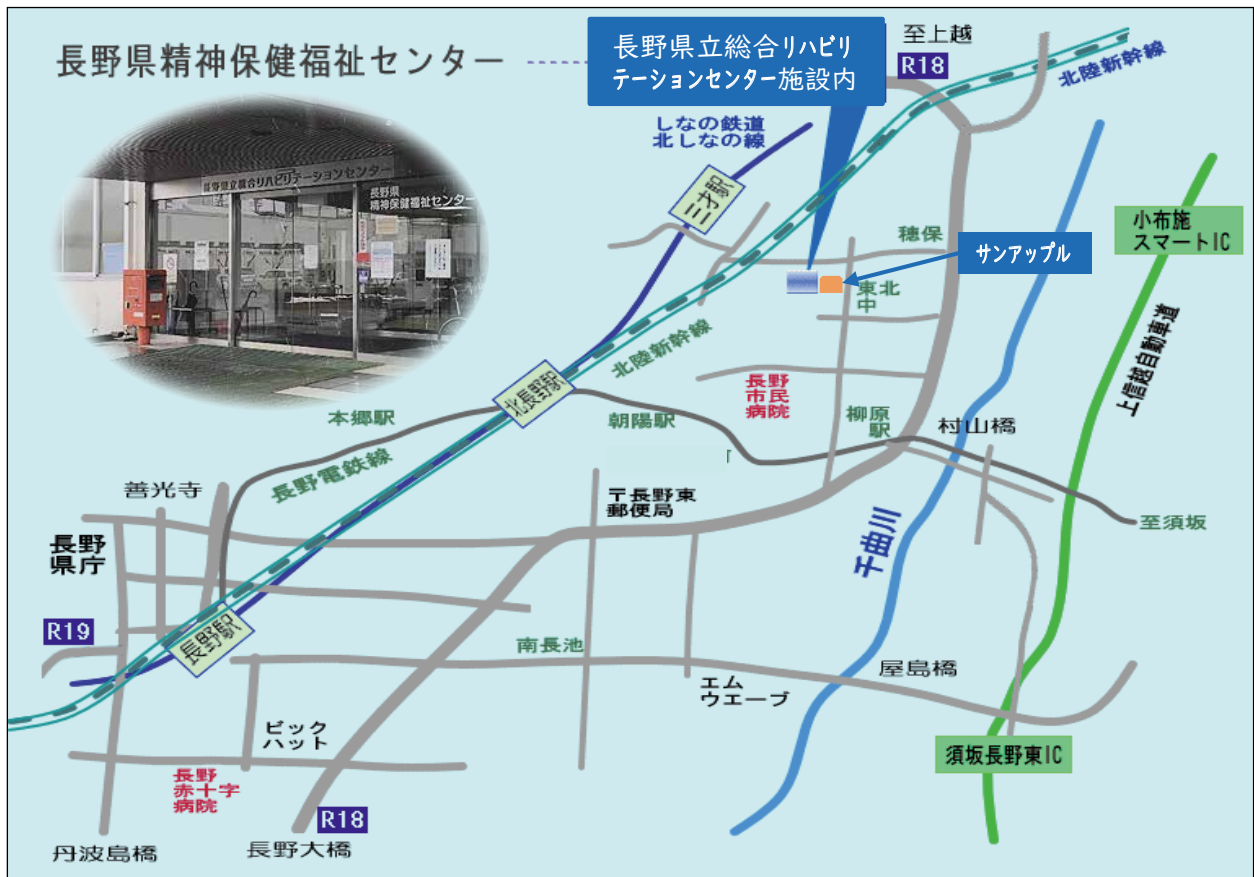 長野県精神保健福祉センター
長野県立総合リハビリ
テーションセンター施設内
至上越
R18
北陸新幹線
しなの鉄道
北しなの線
三才駅
長野県立総合リハビリテーションセンター
長野県
精神保健福祉センター
穂保
サンアップル
小布施
スマートIC
東北
中
北陸新幹線
上信越自動車道
北長野駅
長野
市民
病院
本郷駅
朝陽駅
柳原
駅
村山橋
長野電鉄線
善光寺
〒長野東
郵便局
至須坂
長野
県庁
千曲川
R19
長野駅
南長池
屋島橋
エム
ウエーブ
ビック
ハット
須坂長野東IC
長野
赤十字
病院
R18
丹波島橋
長野大橋